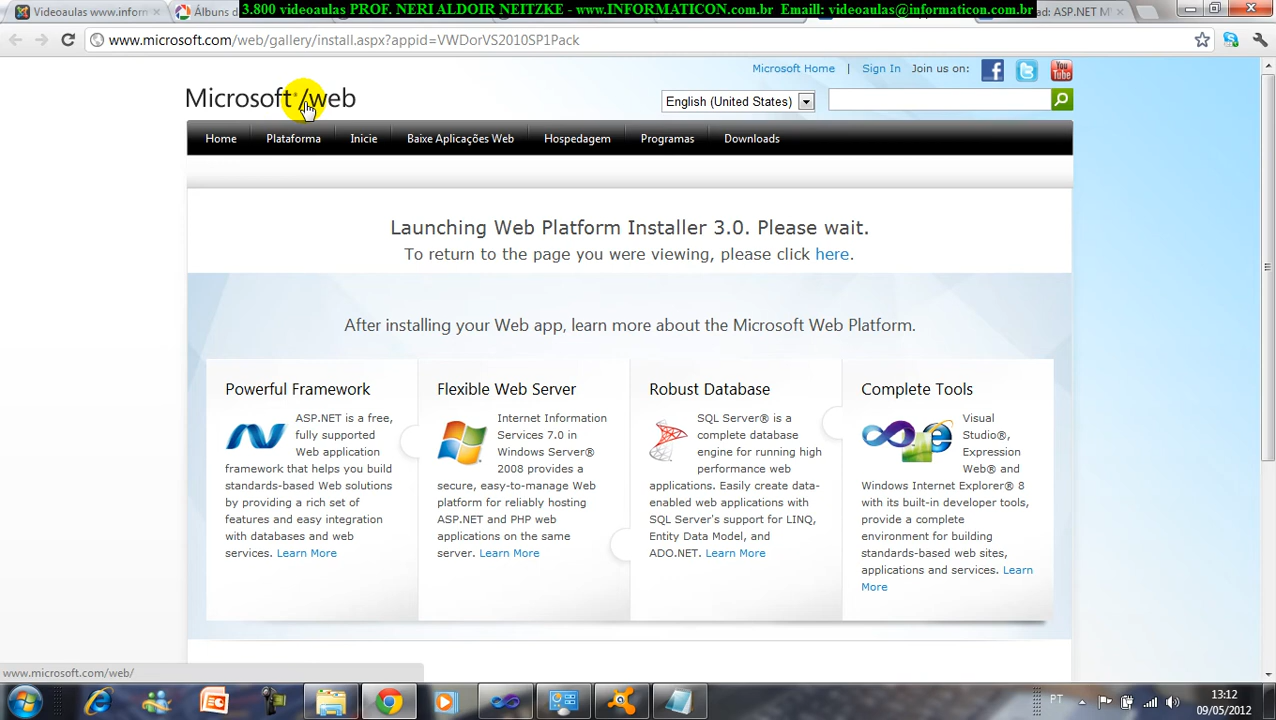 Videoaulas www.inform
Álbuns d
3.800 videoaulas PROF. NERI ALDOIR NEITZKE - www.INFORMATICON.com.br Emaill: videoaulas@informaticon.com.br
ad: ASP.NET M
www.microsoft.com/web/gallery/install.aspx?appid=VWDorVS2010SP1Pack
Microsoft Home | Sign In Join us on:
You Tube
Microsoft® /web
English (United States)
Home Plataforma Inicie Baixe Aplicações Web Hospedagem Programas Downloads
Launching Web Platform Installer 3.0. Please wait.
To return to the page you were viewing, please click here.
After installing your Web app, learn more about the Microsoft Web Platform.
Powerful Framework
ASP.NET is a free,
fully supported
Web application
framework that helps you build
standards-based Web solutions
by providing a rich set of
features and easy integration
with databases and web
services. Learn More
Flexible Web Server
Internet Information
Services 7.0 in
Windows Server®
2008 provides a
secure, easy-to-manage Web
platform for reliably hosting
ASP.NET and PHP web
applications on the same
server. Learn More
Robust Database
SQL Server® is a
complete database
engine for running high
performance web
applications. Easily create data-
enabled web applications with
SQL Server's support for LINQ,
Entity Data Model, and
ADO.NET. Learn More
Complete Tools
Visual
Studio®,
Expression
Web® and
Windows Internet Explorer® 8
with its built-in developer tools,
provide a complete
environment for building
standards-based web sites,
applications and services. Learn
More
www.microsoft.com/web/
PT
13:12
09/05/2012